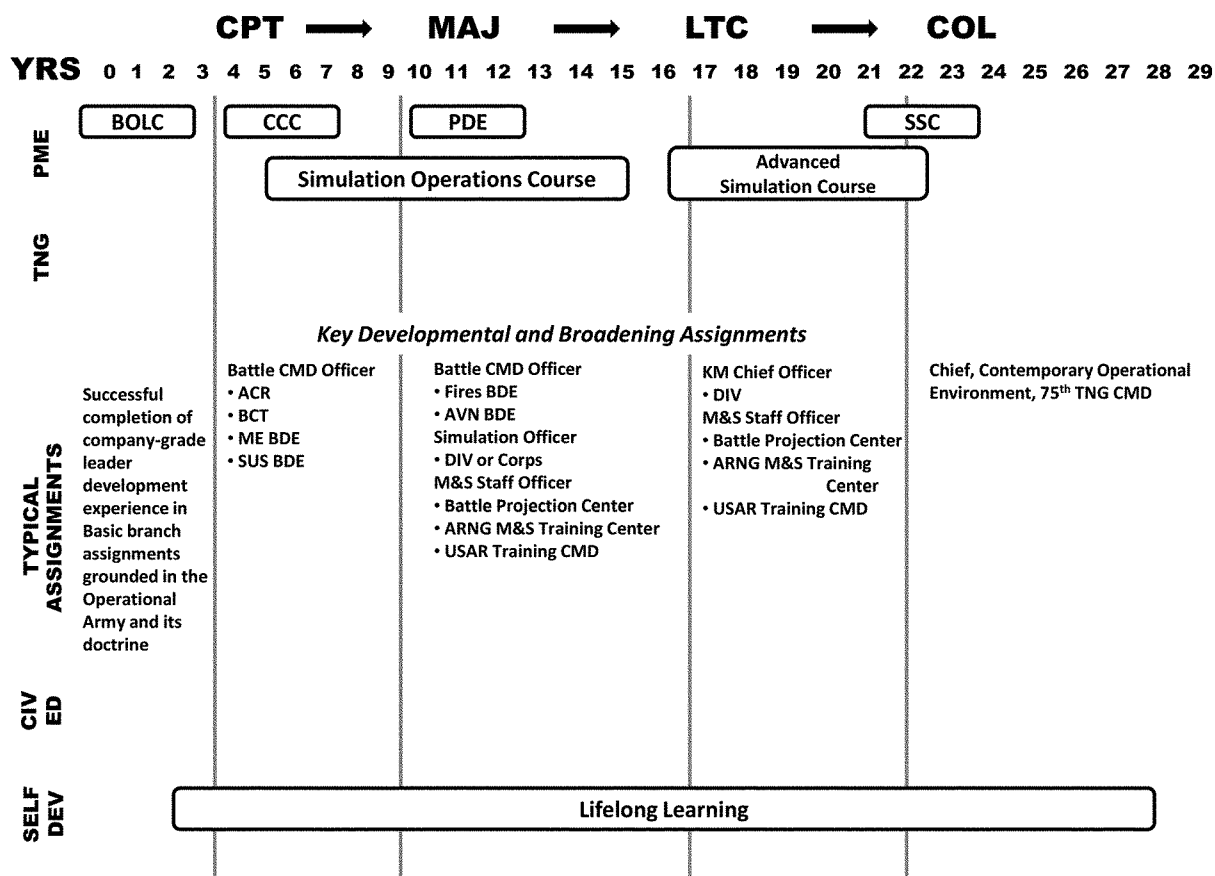 CPT MAJ LTC COL
YRS 0 1 2 3 4 5 6 7 8 9 10 11 12 13 14 15 16 17 18 19 20 21 22 23 24 25 26 27 28 29
PME
BOLC
CCC
PDE
SSC
Simulation Operations Course
Advanced
Simulation Course
TNG
Key Developmental and Broadening Assignments
TYPICAL
ASSIGNMENTS
Successful
completion of
company-grade
leader
development
experience in
Basic branch
assignments
grounded in the
Operational
Army and its
doctrine
Battle CMD Officer
• ACR
• BCT
• ME BDE
• SUS BDE
Battle CMD Officer
• Fires BDE
• AVN BDE
Simulation Officer
• DIV or Corps
M&S Staff Officer
• Battle Projection Center
• ARNG M&S Training Center
• USAR Training CMD
KM Chief Officer
• DIV
M&S Staff Officer
• Battle Projection Center
• ARNG M&S Training
Center
• USAR Training CMD
Chief, Contemporary Operational
Environment, 75th TNG CMD
CIV
ED
SELF
DEV
Lifelong Learning